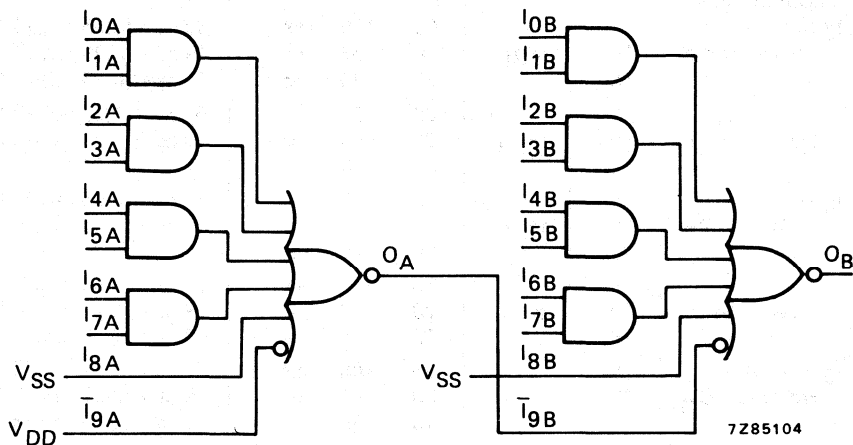 I0A
I1A
I2A
I3A
I4A
I5A
I6A
I7A
VSS I8A
VDD Ī9A
OA
I0B
I1B
I2B
I3B
I4B
I5B
I6B
I7B
VSS I8B
Ī9B
OB
7Z85104